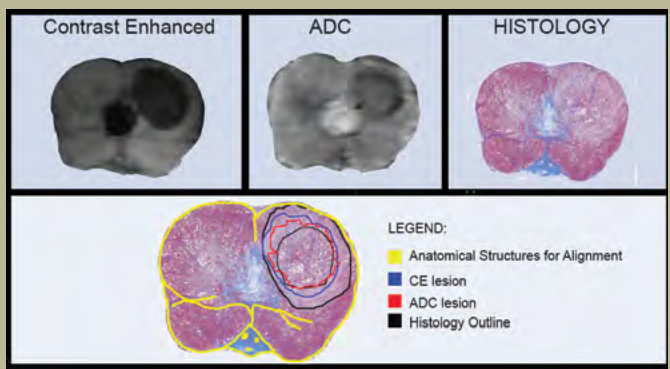 Contrast Enhanced
ADC
HISTOLOGY
LEGEND:
Anatomical Structures for Alignment
CE lesion
ADC lesion
Histology Outline